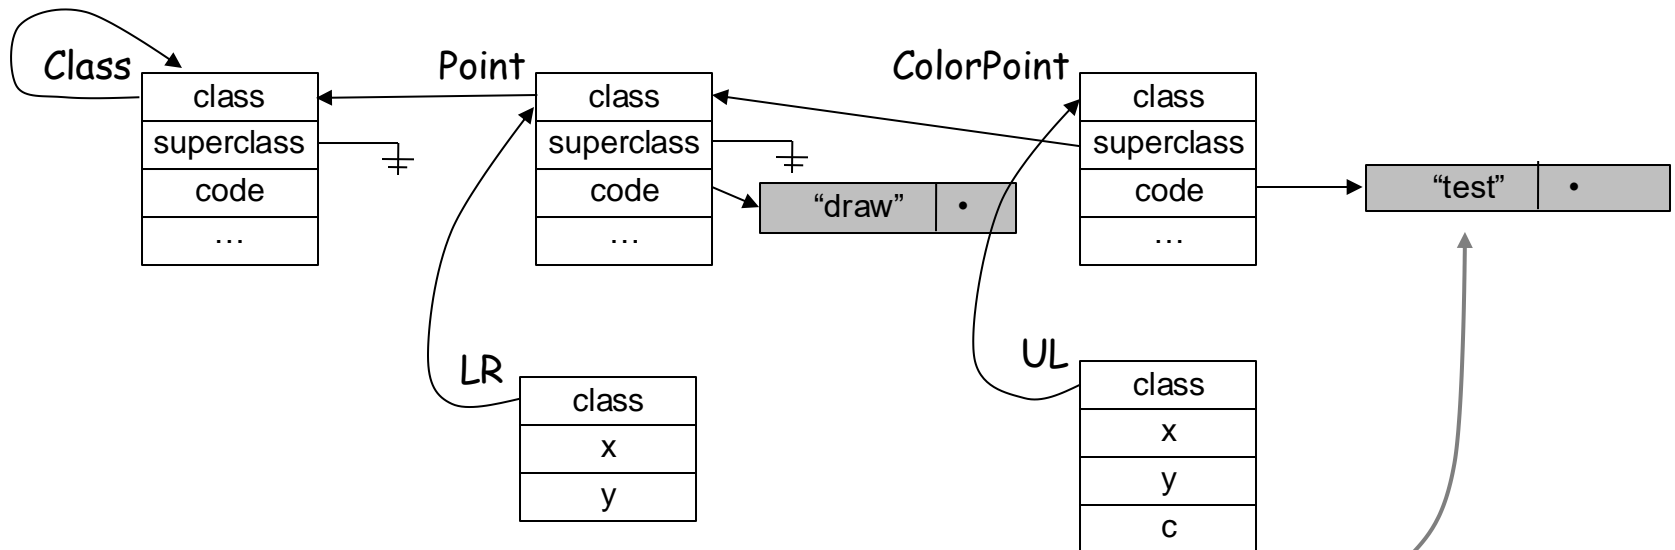 Class
class
superclass
code
…
Point
class
superclass
code
…
“draw” •
ColorPoint
class
superclass
code
…
“test” •
LR
class
x
y
UL
class
x
y
c